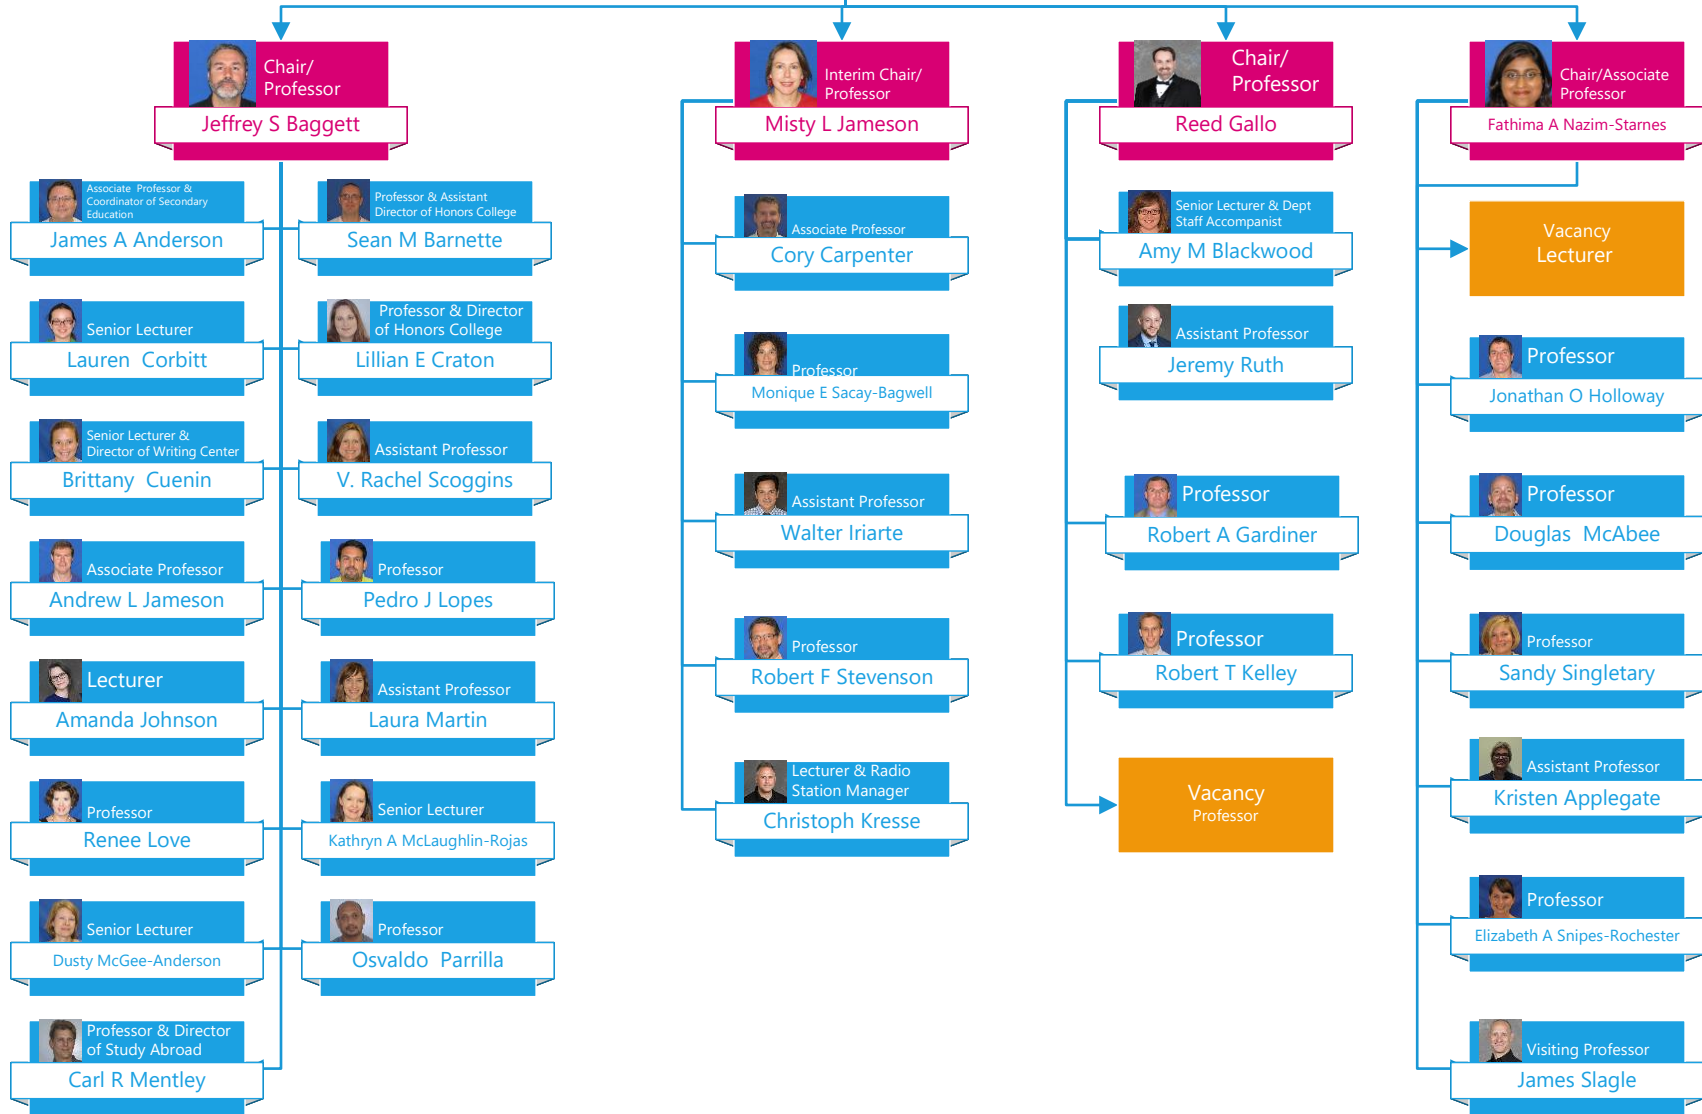 Chair/
Professor
Jeffrey S Baggett
Interim Chair/
Professor
Misty L Jameson
Chair/
Professor
Reed Gallo
Chair/Associate
Professor
Fathima A Nazim-Starnes
Associate Professor &
Coordinator of Secondary
Education
James A Anderson
Professor & Assistant
Director of Honors College
Sean M Barnette
Senior Lecturer
Lauren Corbitt
Professor & Director
of Honors College
Lillian E Craton
Senior Lecturer &
Director of Writing Center
Brittany Cuenin
Assistant Professor
V. Rachel Scoggins
Associate Professor
Andrew L Jameson
Professor
Pedro J Lopes
Lecturer
Amanda Johnson
Assistant Professor
Laura Martin
Professor
Renee Love
Senior Lecturer
Kathryn A McLaughlin-Rojas
Senior Lecturer
Dusty McGee-Anderson
Professor
Osvaldo Parrilla
Professor & Director
of Study Abroad
Carl R Mentley
Associate Professor
Cory Carpenter
Professor
Monique E Sacay-Bagwell
Assistant Professor
Walter Iriarte
Professor
Robert F Stevenson
Lecturer & Radio
Station Manager
Christoph Kresse
Senior Lecturer & Dept
Staff Accompanist
Amy M Blackwood
Assistant Professor
Jeremy Ruth
Professor
Robert A Gardiner
Professor
Robert T Kelley
Vacancy
Professor
Vacancy
Lecturer
Professor
Jonathan O Holloway
Professor
Douglas McAbee
Professor
Sandy Singletary
Assistant Professor
Kristen Applegate
Professor
Elizabeth A Snipes-Rochester
Visiting Professor
James Slagle